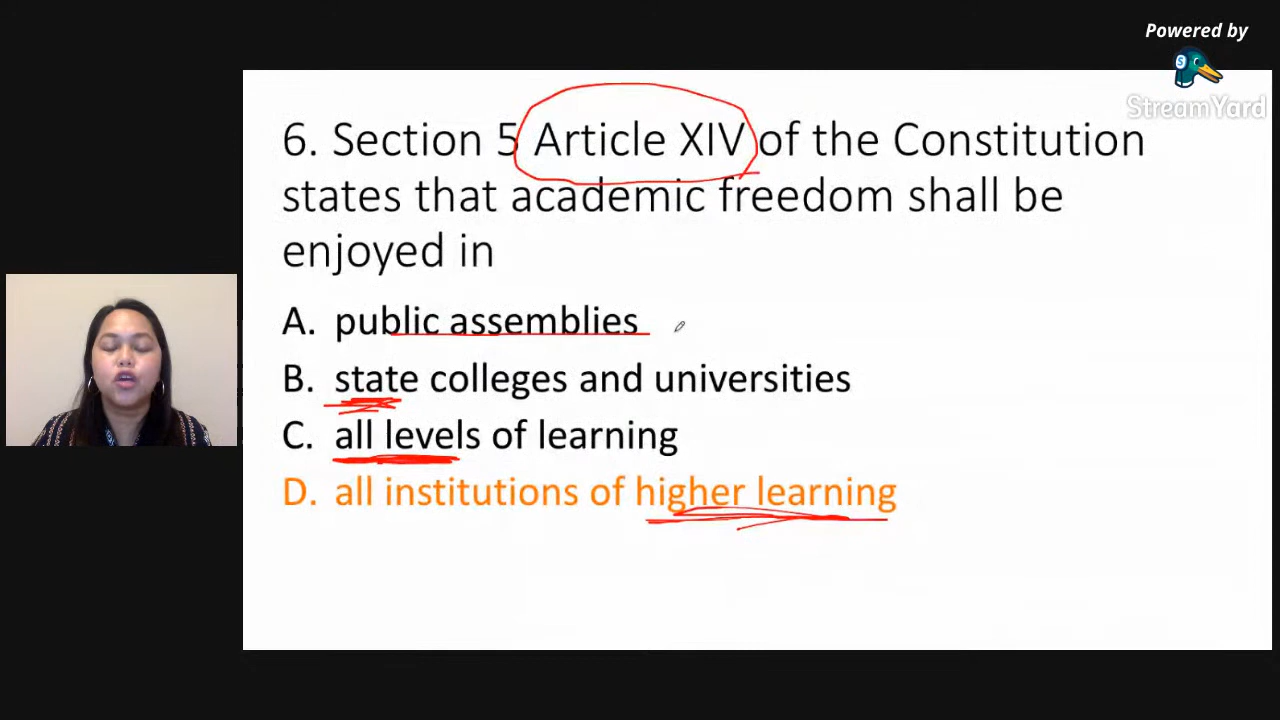 Powered by
StreamYard
6. Section 5 Article XIV of the Constitution
states that academic freedom shall be
enjoyed in
A. public assemblies
B. state colleges and universities
C. all levels of learning
D. all institutions of higher learning